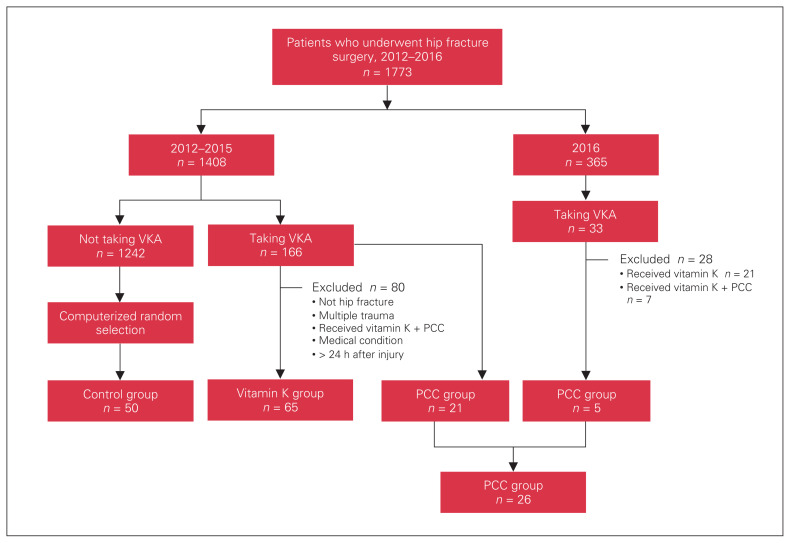 Patients who underwent hip fracture
surgery, 2012–2016
n = 1773
2012–2015
n = 1408
2016
n = 365
Not taking VKA
n = 1242
Taking VKA
n = 166
Taking VKA
n = 33
Excluded n = 80
• Not hip fracture
• Multiple trauma
• Received vitamin K + PCC
• Medical condition
• > 24 h after injury
Excluded n = 28
• Received vitamin K n = 21
• Received vitamin K + PCC
n = 7
Computerized random
selection
Control group
n = 50
Vitamin K group
n = 65
PCC group
n = 21
PCC group
n = 5
PCC group
n = 26